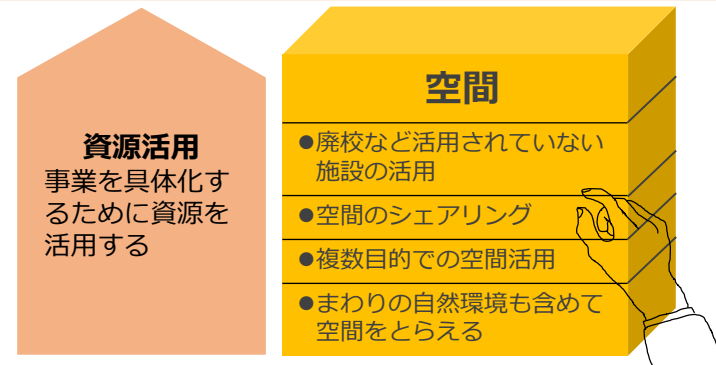 資源活用
事業を具体化す
るために資源を
活用する
空間
●廃校など活用されていない
施設の活用
●空間のシェアリング
●複数目的での空間活用
●まわりの自然環境も含めて
空間をとらえる